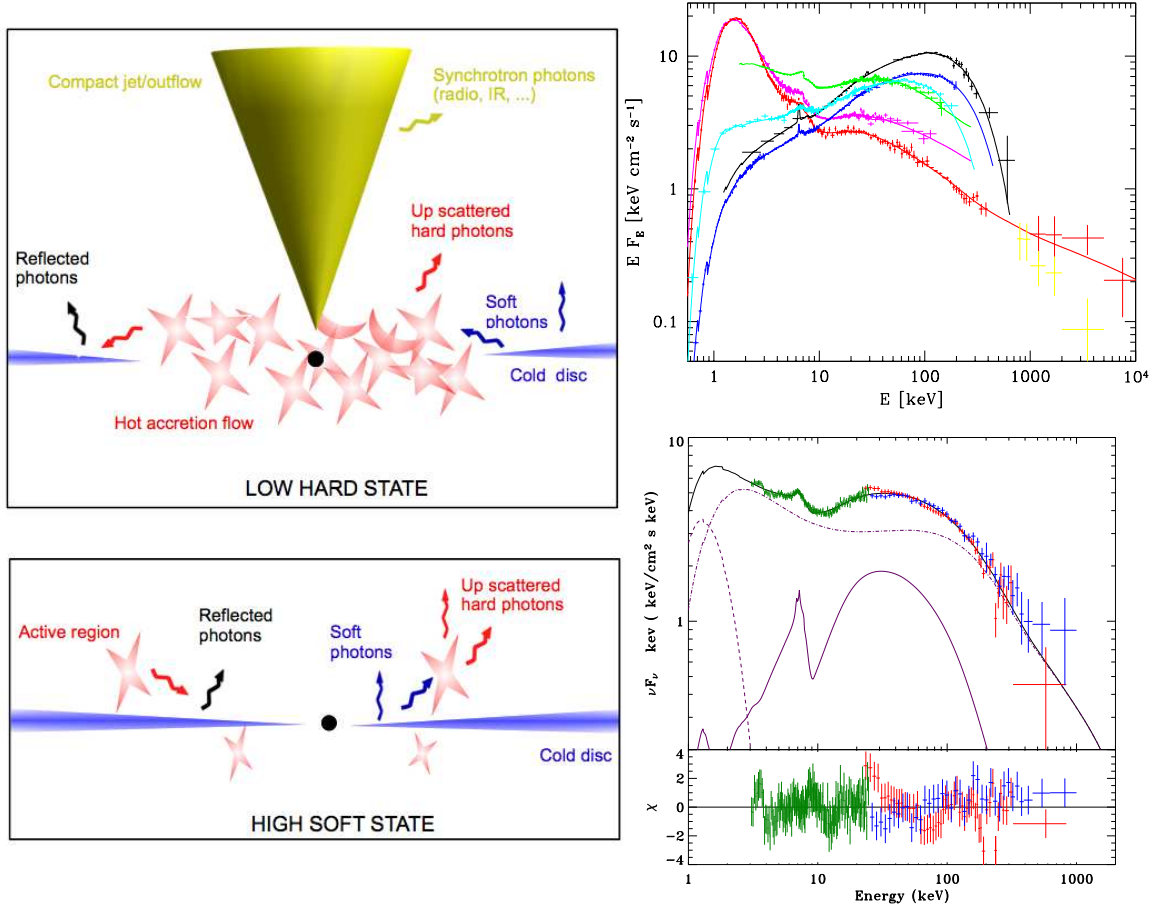 Compact jet/outflow
Synchrotron photons
(radio, IR, ...)
Up scattered
hard photons
Reflected
photons
Soft
photons
Cold disc
Hot accretion flow
LOW HARD STATE
Active region
Reflected
photons
Soft
photons
Up scattered
hard photons
Cold disc
HIGH SOFT STATE
E F_E [keV cm⁻² s⁻¹]
10
1
0.1
1 10 100 1000 10⁴
E [keV]
νF_ν kev ( keV/cm² s keV)
10
1
χ
4
2
0
-2
-4
1 10 100 1000
Energy (keV)